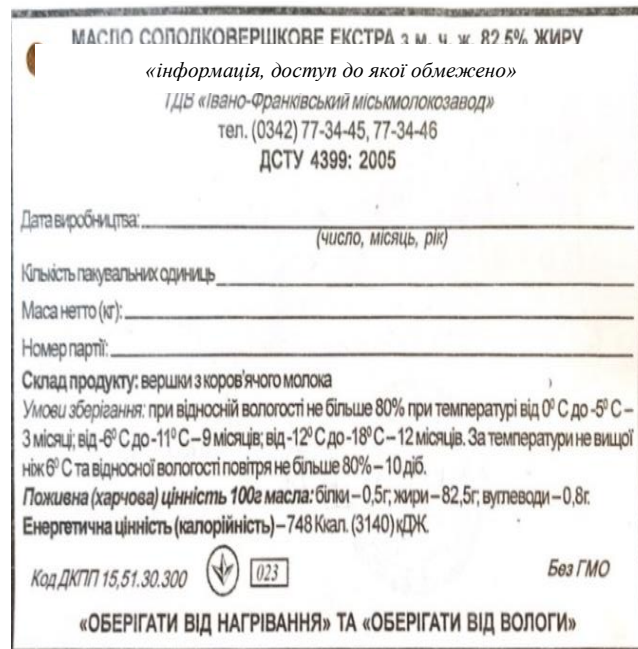 МАСЛО СОЛОДКОВЕРШКОВЕ ЕКСТРА з м. ч. ж. 82,5% ЖИРУ
«інформація, доступ до якої обмежено»
ТДВ «Івано-Франківський міськмолокозавод»
тел. (0342) 77-34-45, 77-34-46
ДСТУ 4399: 2005
Дата виробництва:
(число, місяць, рік)
Кількість пакувальних одиниць
Маса нетто (кг):
Номер партії:
Склад продукту: вершки з коров'ячого молока
Умови зберігання: при відносній вологості не більше 80% при температурі від 0⁰ С до -5⁰ С –
3 місяці; від -6⁰ С до -11⁰ С – 9 місяців; від -12⁰ С до -18⁰ С – 12 місяців. За температури не вищої
ніж 6⁰ С та відносної вологості повітря не більше 80% – 10 діб.
Поживна (харчова) цінність 100г масла: білки – 0,5г; жири – 82,5г; вуглеводи – 0,8г.
Енергетична цінність (калорійність) – 748 Ккал. (3140) кДЖ.
Код ДКПП 15,51.30.300 023 Без ГМО
«ОБЕРІГАТИ ВІД НАГРІВАННЯ» ТА «ОБЕРІГАТИ ВІД ВОЛОГИ»